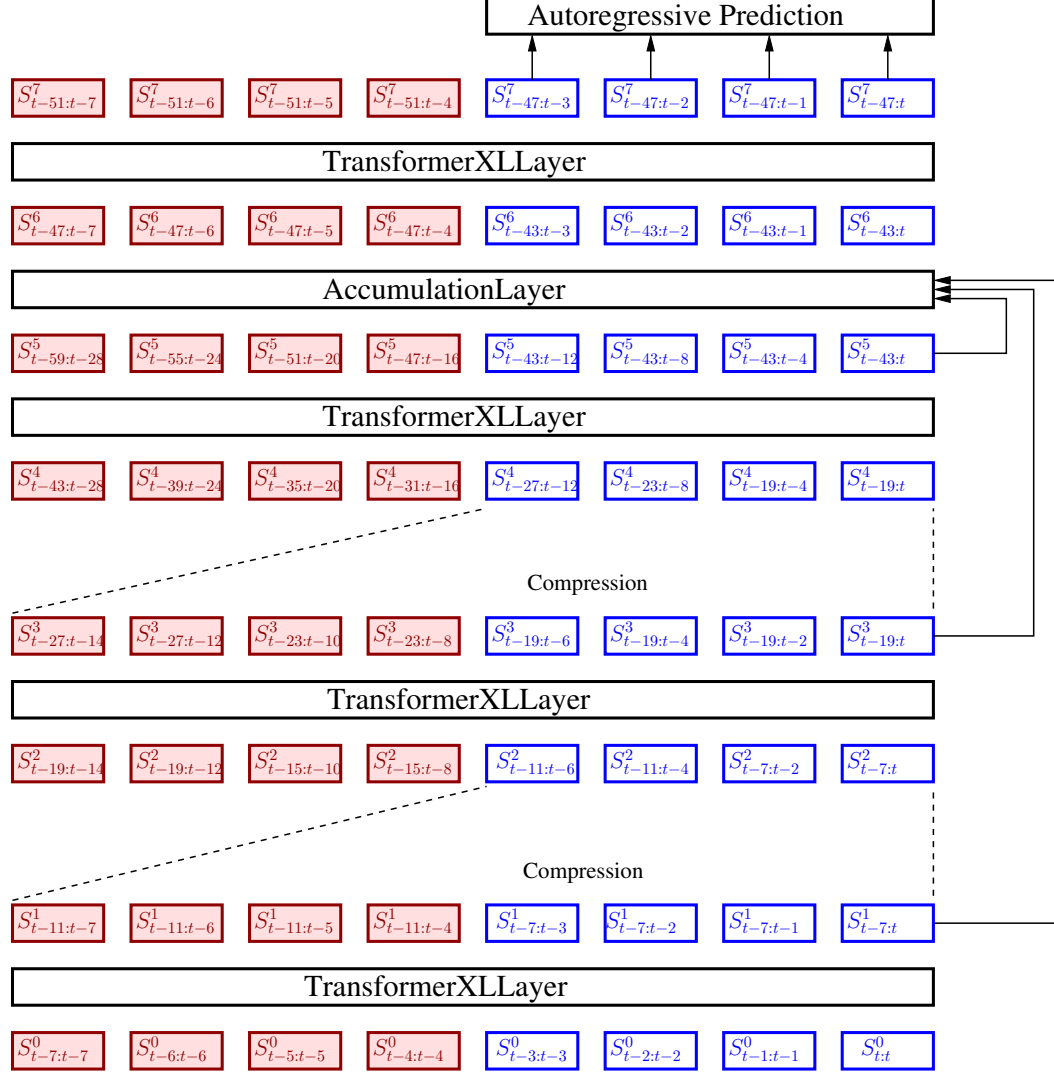 Autoregressive Prediction
S^7_{t−51:t−7} S^7_{t−51:t−6} S^7_{t−51:t−5} S^7_{t−51:t−4} S^7_{t−47:t−3} S^7_{t−47:t−2} S^7_{t−47:t−1} S^7_{t−47:t}
TransformerXLLayer
S^6_{t−47:t−7} S^6_{t−47:t−6} S^6_{t−47:t−5} S^6_{t−47:t−4} S^6_{t−43:t−3} S^6_{t−43:t−2} S^6_{t−43:t−1} S^6_{t−43:t}
AccumulationLayer
S^5_{t−59:t−28} S^5_{t−55:t−24} S^5_{t−51:t−20} S^5_{t−47:t−16} S^5_{t−43:t−12} S^5_{t−43:t−8} S^5_{t−43:t−4} S^5_{t−43:t}
TransformerXLLayer
S^4_{t−43:t−28} S^4_{t−39:t−24} S^4_{t−35:t−20} S^4_{t−31:t−16} S^4_{t−27:t−12} S^4_{t−23:t−8} S^4_{t−19:t−4} S^4_{t−19:t}
Compression
S^3_{t−27:t−14} S^3_{t−27:t−12} S^3_{t−23:t−10} S^3_{t−23:t−8} S^3_{t−19:t−6} S^3_{t−19:t−4} S^3_{t−19:t−2} S^3_{t−19:t}
TransformerXLLayer
S^2_{t−19:t−14} S^2_{t−19:t−12} S^2_{t−15:t−10} S^2_{t−15:t−8} S^2_{t−11:t−6} S^2_{t−11:t−4} S^2_{t−7:t−2} S^2_{t−7:t}
Compression
S^1_{t−11:t−7} S^1_{t−11:t−6} S^1_{t−11:t−5} S^1_{t−11:t−4} S^1_{t−7:t−3} S^1_{t−7:t−2} S^1_{t−7:t−1} S^1_{t−7:t}
TransformerXLLayer
S^0_{t−7:t−7} S^0_{t−6:t−6} S^0_{t−5:t−5} S^0_{t−4:t−4} S^0_{t−3:t−3} S^0_{t−2:t−2} S^0_{t−1:t−1} S^0_{t:t}